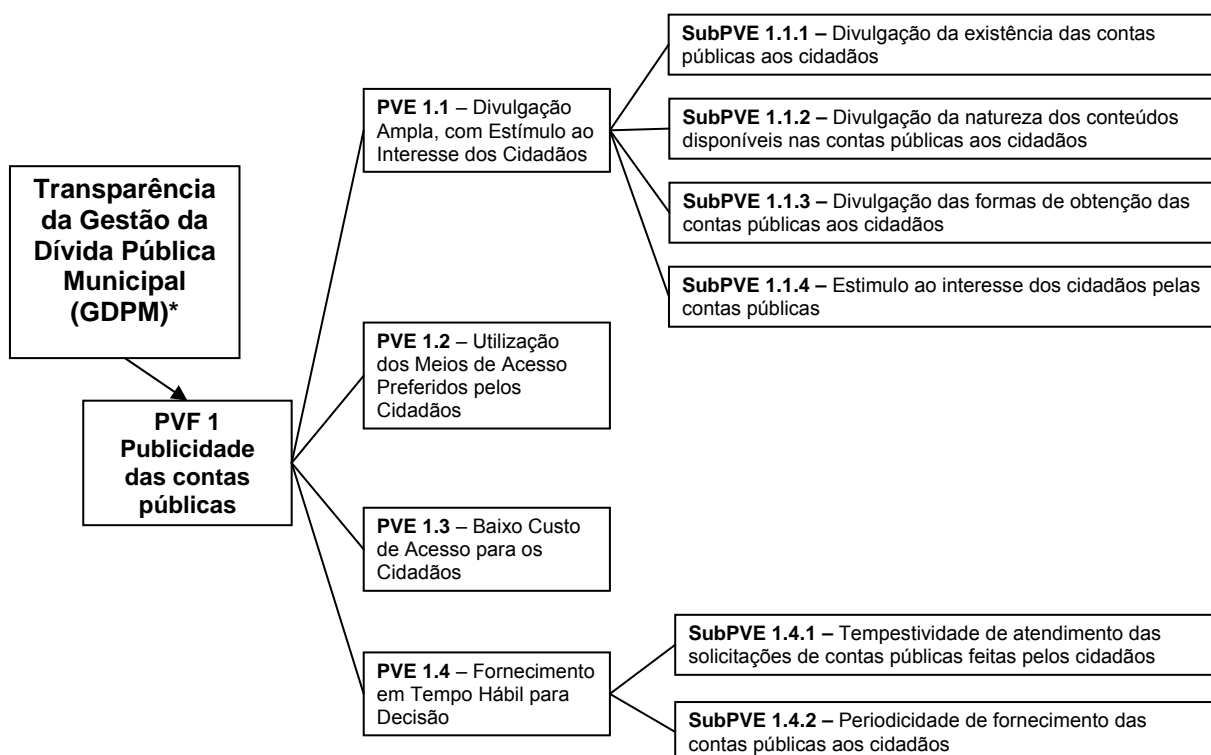 Transparência
da Gestão da
Dívida Pública
Municipal
(GDPM)*
PVF 1
Publicidade
das contas
públicas
PVE 1.1 – Divulgação
Ampla, com Estímulo ao
Interesse dos Cidadãos
SubPVE 1.1.1 – Divulgação da existência das contas
públicas aos cidadãos
SubPVE 1.1.2 – Divulgação da natureza dos conteúdos
disponíveis nas contas públicas aos cidadãos
SubPVE 1.1.3 – Divulgação das formas de obtenção das
contas públicas aos cidadãos
SubPVE 1.1.4 – Estimulo ao interesse dos cidadãos pelas
contas públicas
PVE 1.2 – Utilização
dos Meios de Acesso
Preferidos pelos
Cidadãos
PVE 1.3 – Baixo Custo
de Acesso para os
Cidadãos
PVE 1.4 – Fornecimento
em Tempo Hábil para
Decisão
SubPVE 1.4.1 – Tempestividade de atendimento das
solicitações de contas públicas feitas pelos cidadãos
SubPVE 1.4.2 – Periodicidade de fornecimento das
contas públicas aos cidadãos